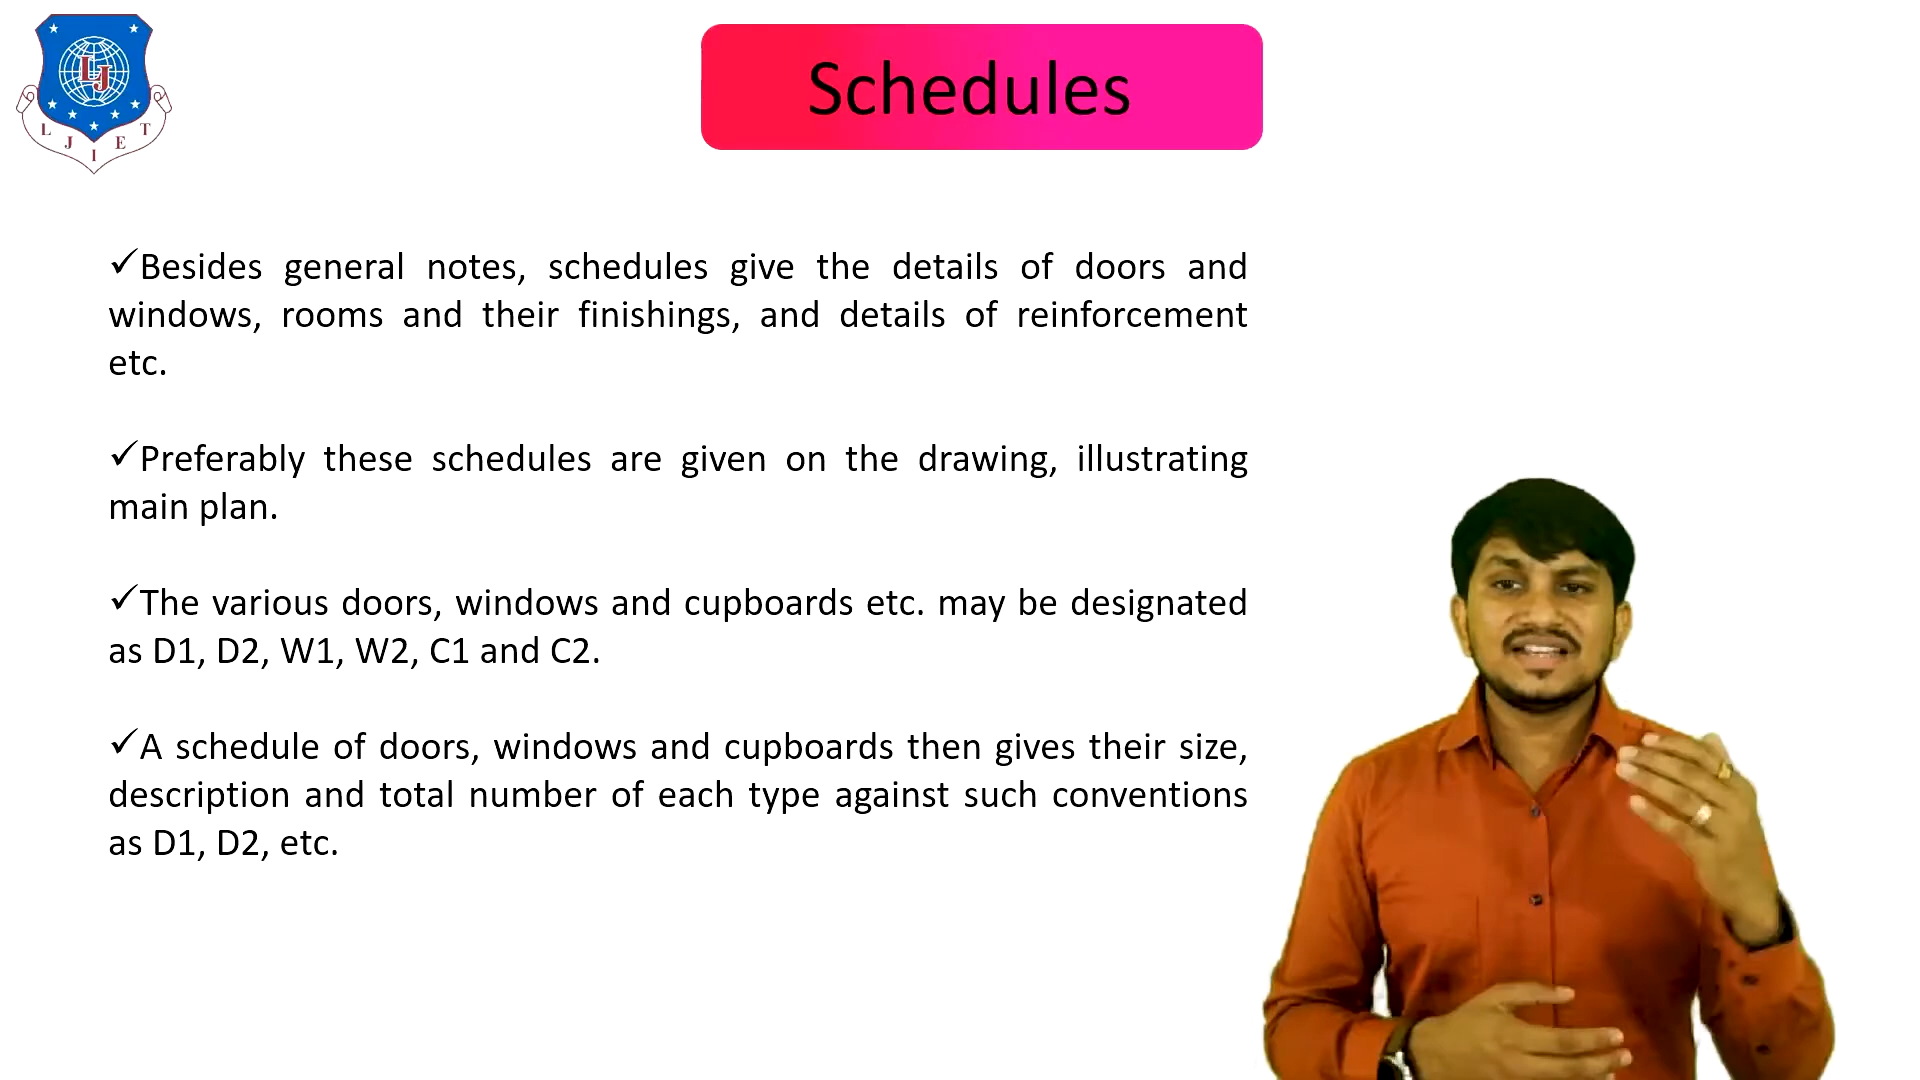 LJ
L J I E T
Schedules
✓Besides general notes, schedules give the details of doors and
windows, rooms and their finishings, and details of reinforcement
etc.
✓Preferably these schedules are given on the drawing, illustrating
main plan.
✓The various doors, windows and cupboards etc. may be designated
as D1, D2, W1, W2, C1 and C2.
✓A schedule of doors, windows and cupboards then gives their size,
description and total number of each type against such conventions
as D1, D2, etc.